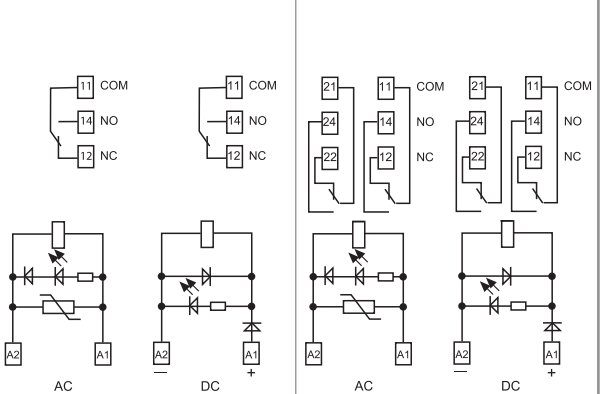 11 COM
14 NO
12 NC
11 COM
14 NO
12 NC
21 11 COM
24 14 NO
22 12 NC
21 11 COM
24 14 NO
22 12 NC
A2 A1
AC
A2 A1
— +
DC
A2 A1
AC
A2 A1
— +
DC